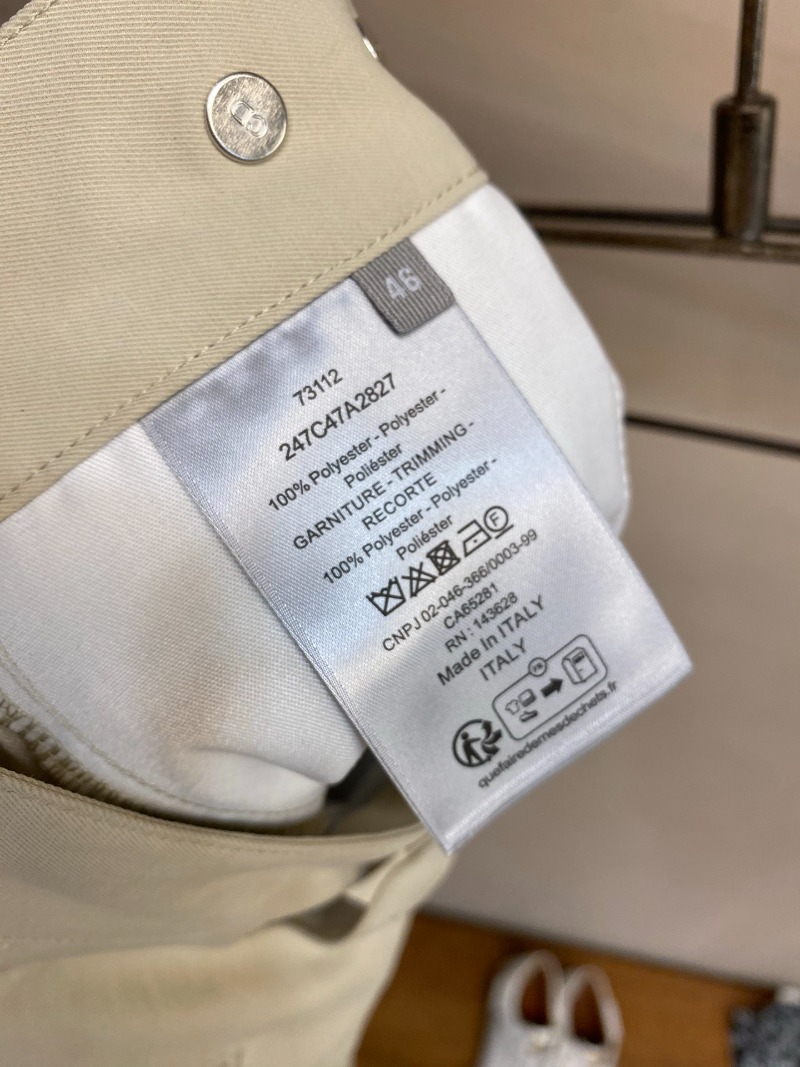 46
73112
247C47A2827
100% Polyester - Polyester -
Poliéster
GARNITURE - TRIMMING -
RECORTE
100% Polyester - Polyester -
Poliéster
F
CNPJ 02-046-366/0003-99
CA65281
RN : 143628
Made In ITALY
ITALY
FR
quefairedemesdechets.fr